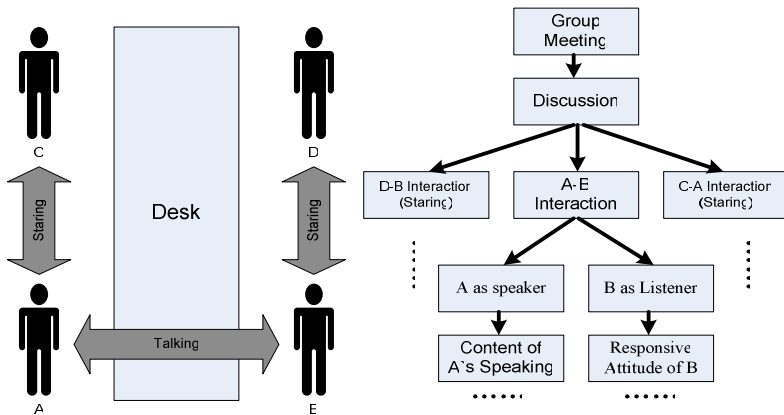 C
D
Staring
Staring
Desk
Talking
A
E
Group
Meeting
Discussion
D-B Interaction
(Staring)
A-E
Interaction
C-A Interaction
(Staring)
A as speaker
B as Listener
Content of
A`s Speaking
Responsive
Attitude of B